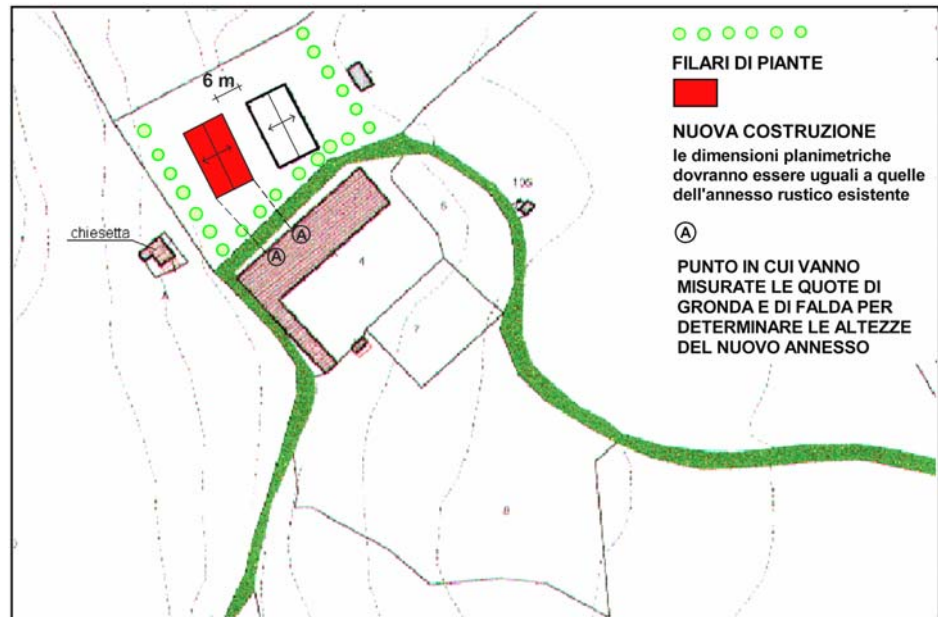 6 m
chiesetta
A
A
4
6
7
8
105
FILARI DI PIANTE
NUOVA COSTRUZIONE
le dimensioni planimetriche
dovranno essere uguali a quelle
dell'annesso rustico esistente
A
PUNTO IN CUI VANNO
MISURATE LE QUOTE DI
GRONDA E DI FALDA PER
DETERMINARE LE ALTEZZE
DEL NUOVO ANNESSO